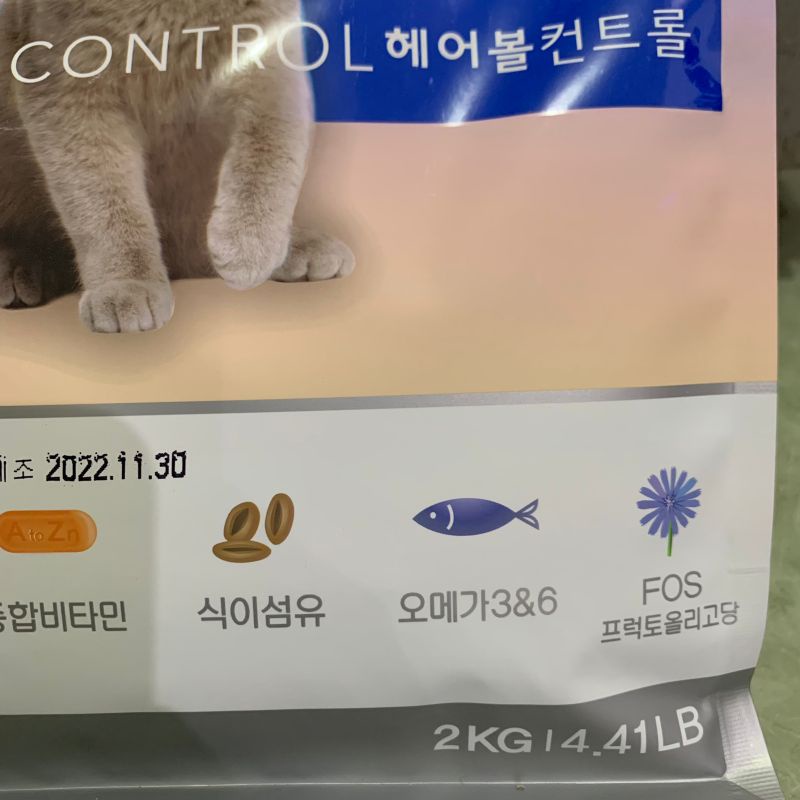 CONTROL 헤어볼컨트롤
제조 2022.11.30
A to Zn
종합비타민
식이섬유
오메가3&6
FOS
프럭토올리고당
2KG | 4.41LB